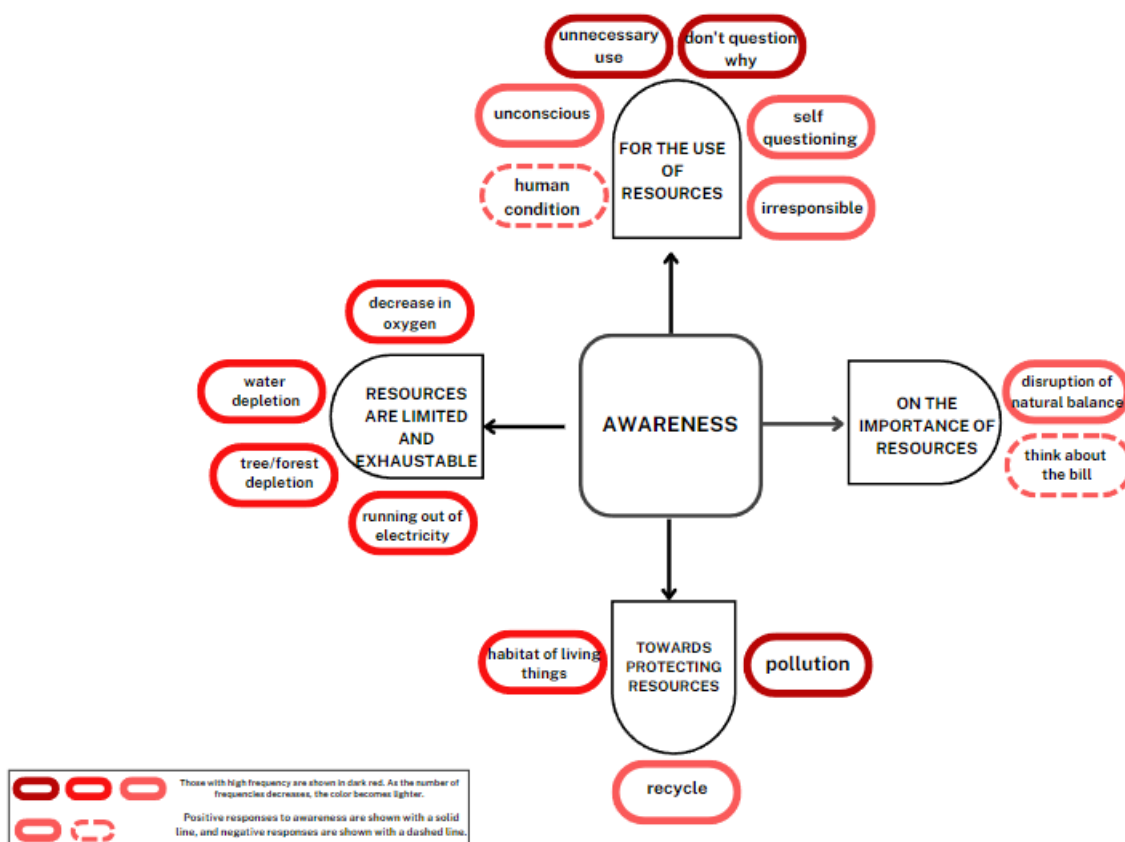 unnecessary
use
don't question
why
unconscious
self
questioning
human
condition
irresponsible
FOR THE USE
OF
RESOURCES
decrease in
oxygen
water
depletion
tree/forest
depletion
running out of
electricity
RESOURCES
ARE LIMITED
AND
EXHAUSTABLE
AWARENESS
ON THE
IMPORTANCE OF
RESOURCES
disruption of
natural balance
think about
the bill
habitat of living
things
TOWARDS
PROTECTING
RESOURCES
pollution
recycle
Those with high frequency are shown in dark red. As the number of
frequencies decreases, the color becomes lighter.
Positive responses to awareness are shown with a solid
line, and negative responses are shown with a dashed line.